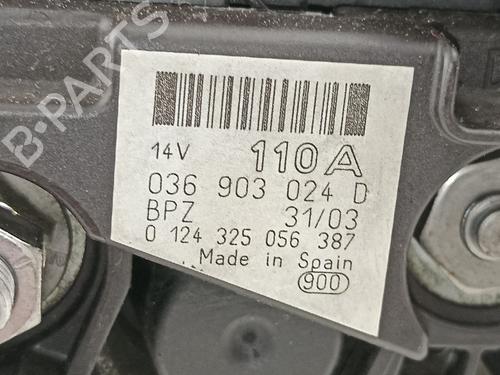 B-PARTS
14V 110A
036 903 024 D
BPZ 31/03
0 124 325 056 387
Made in Spain
900